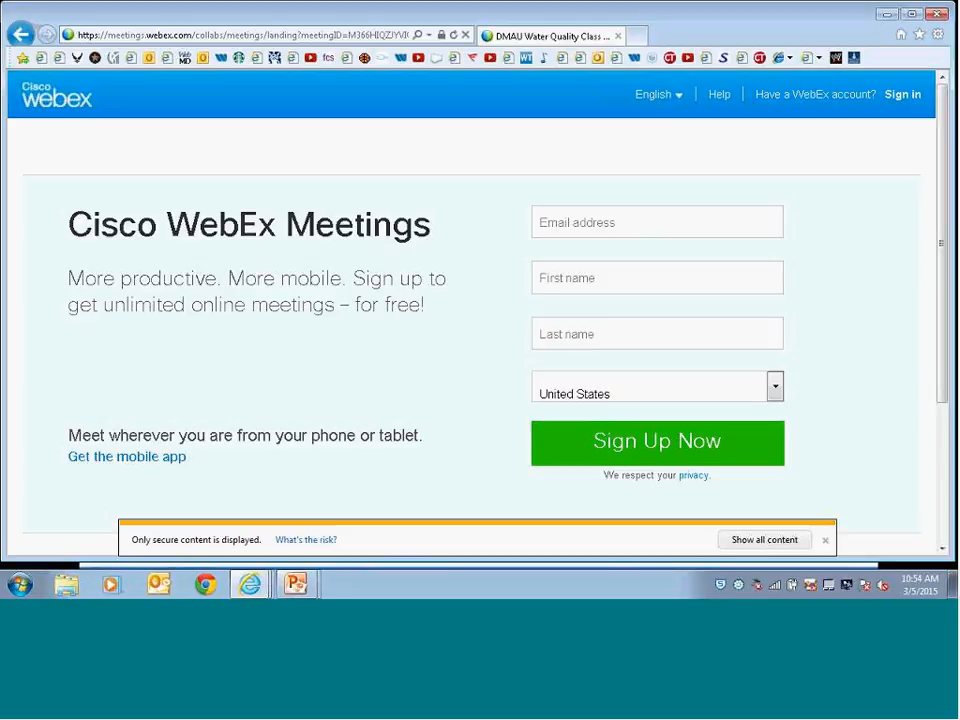 https://meetings.webex.com/collabs/meetings/landing?meetingID=M366HIQZJYVI
DMAU Water Quality Class ...
Cisco
webex
English
Help
Have a WebEx account? Sign in
Cisco WebEx Meetings
More productive. More mobile. Sign up to
get unlimited online meetings – for free!
Email address
First name
Last name
United States
Sign Up Now
We respect your privacy.
Meet wherever you are from your phone or tablet.
Get the mobile app
Only secure content is displayed.
What's the risk?
Show all content
10:54 AM
3/5/2015